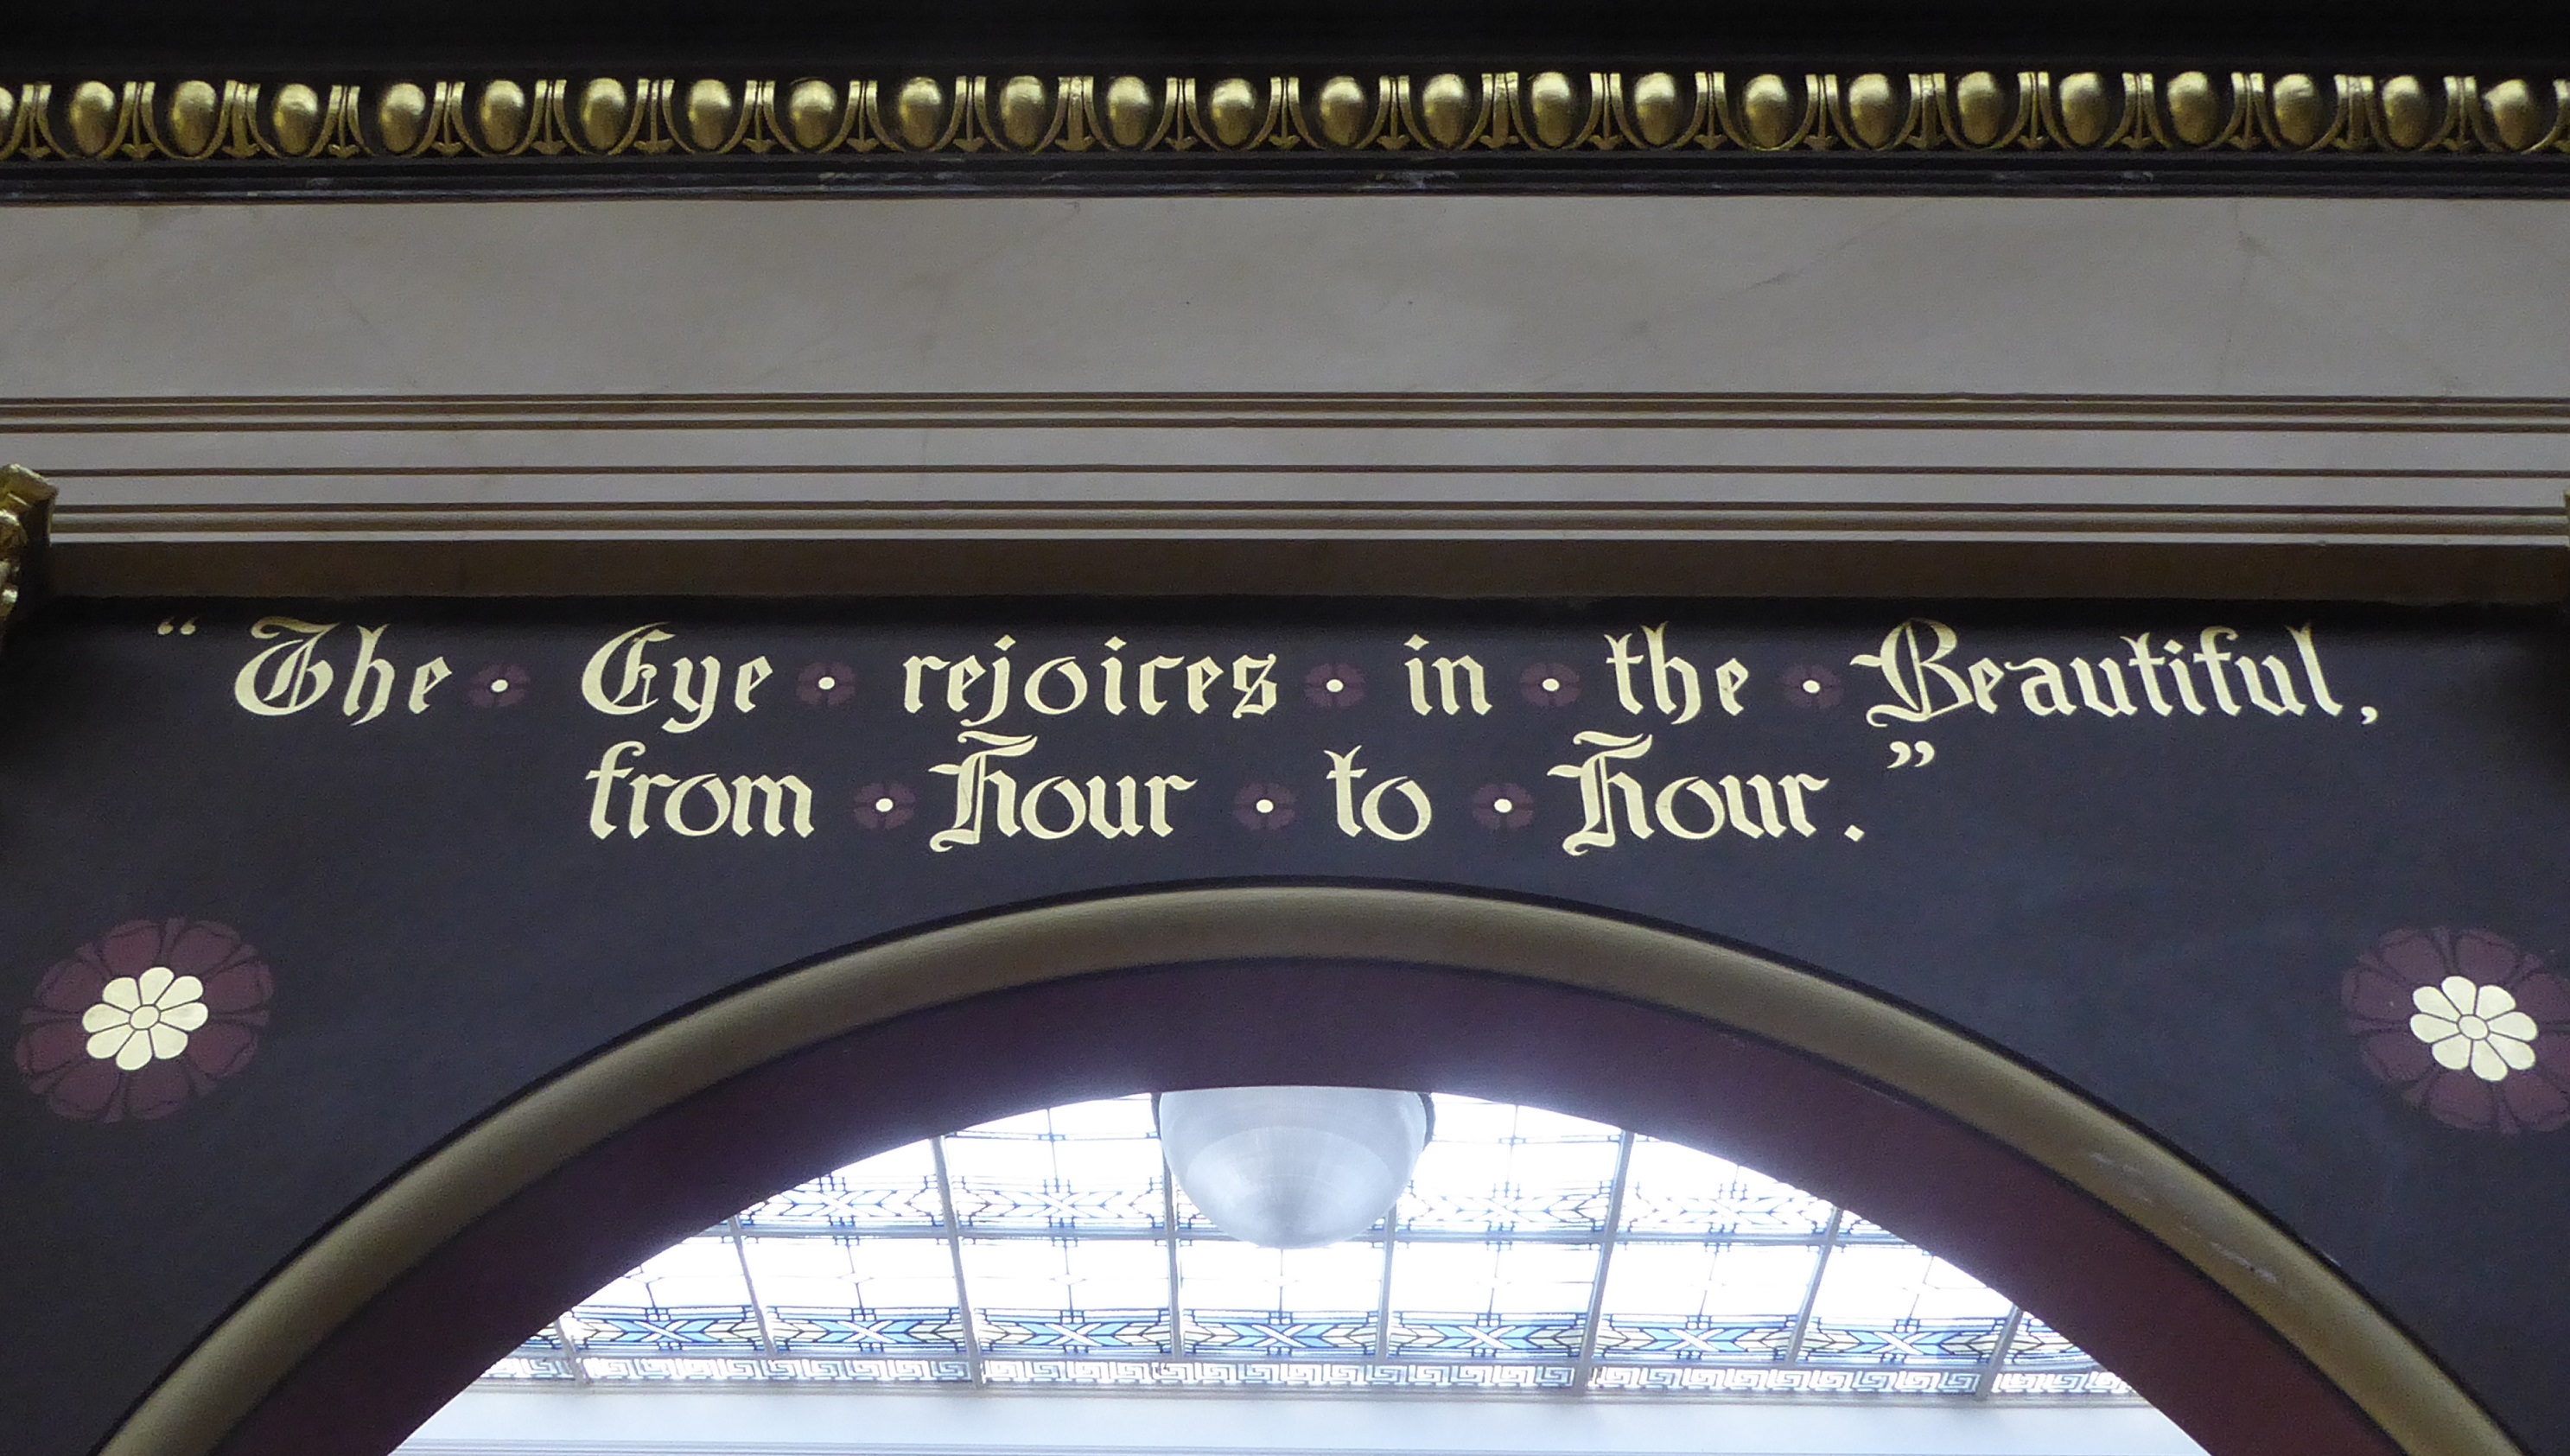 “The Eye rejoices in the Beautiful,
from Hour to Hour.”